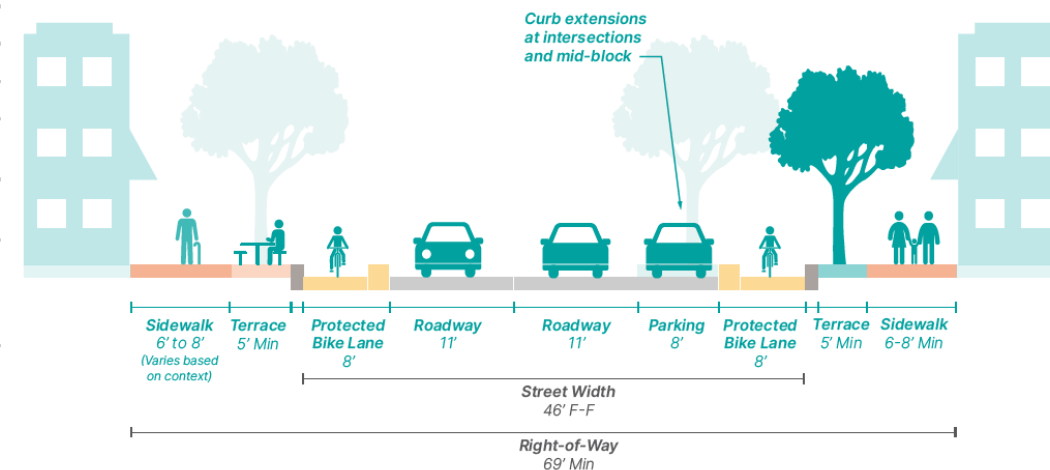 Curb extensions
at intersections
and mid-block
Sidewalk
6’ to 8’
(Varies based
on context)
Terrace
5’ Min
Protected
Bike Lane
8’
Roadway
11’
Roadway
11’
Parking
8’
Protected
Bike Lane
8’
Terrace
5’ Min
Sidewalk
6-8’ Min
Street Width
46’ F-F
Right-of-Way
69’ Min